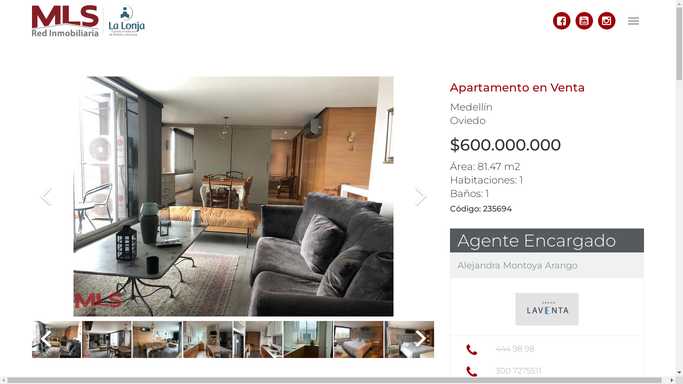 MLS
Red Inmobiliaria
La Lonja
Apartamento en Venta
Medellín
Oviedo
$600.000.000
Área: 81.47 m2
Habitaciones: 1
Baños: 1
Código: 235694
MLS
Agente Encargado
Alejandra Montoya Arango
GRUPO
LAVENTA
444 98 98
300 7275511